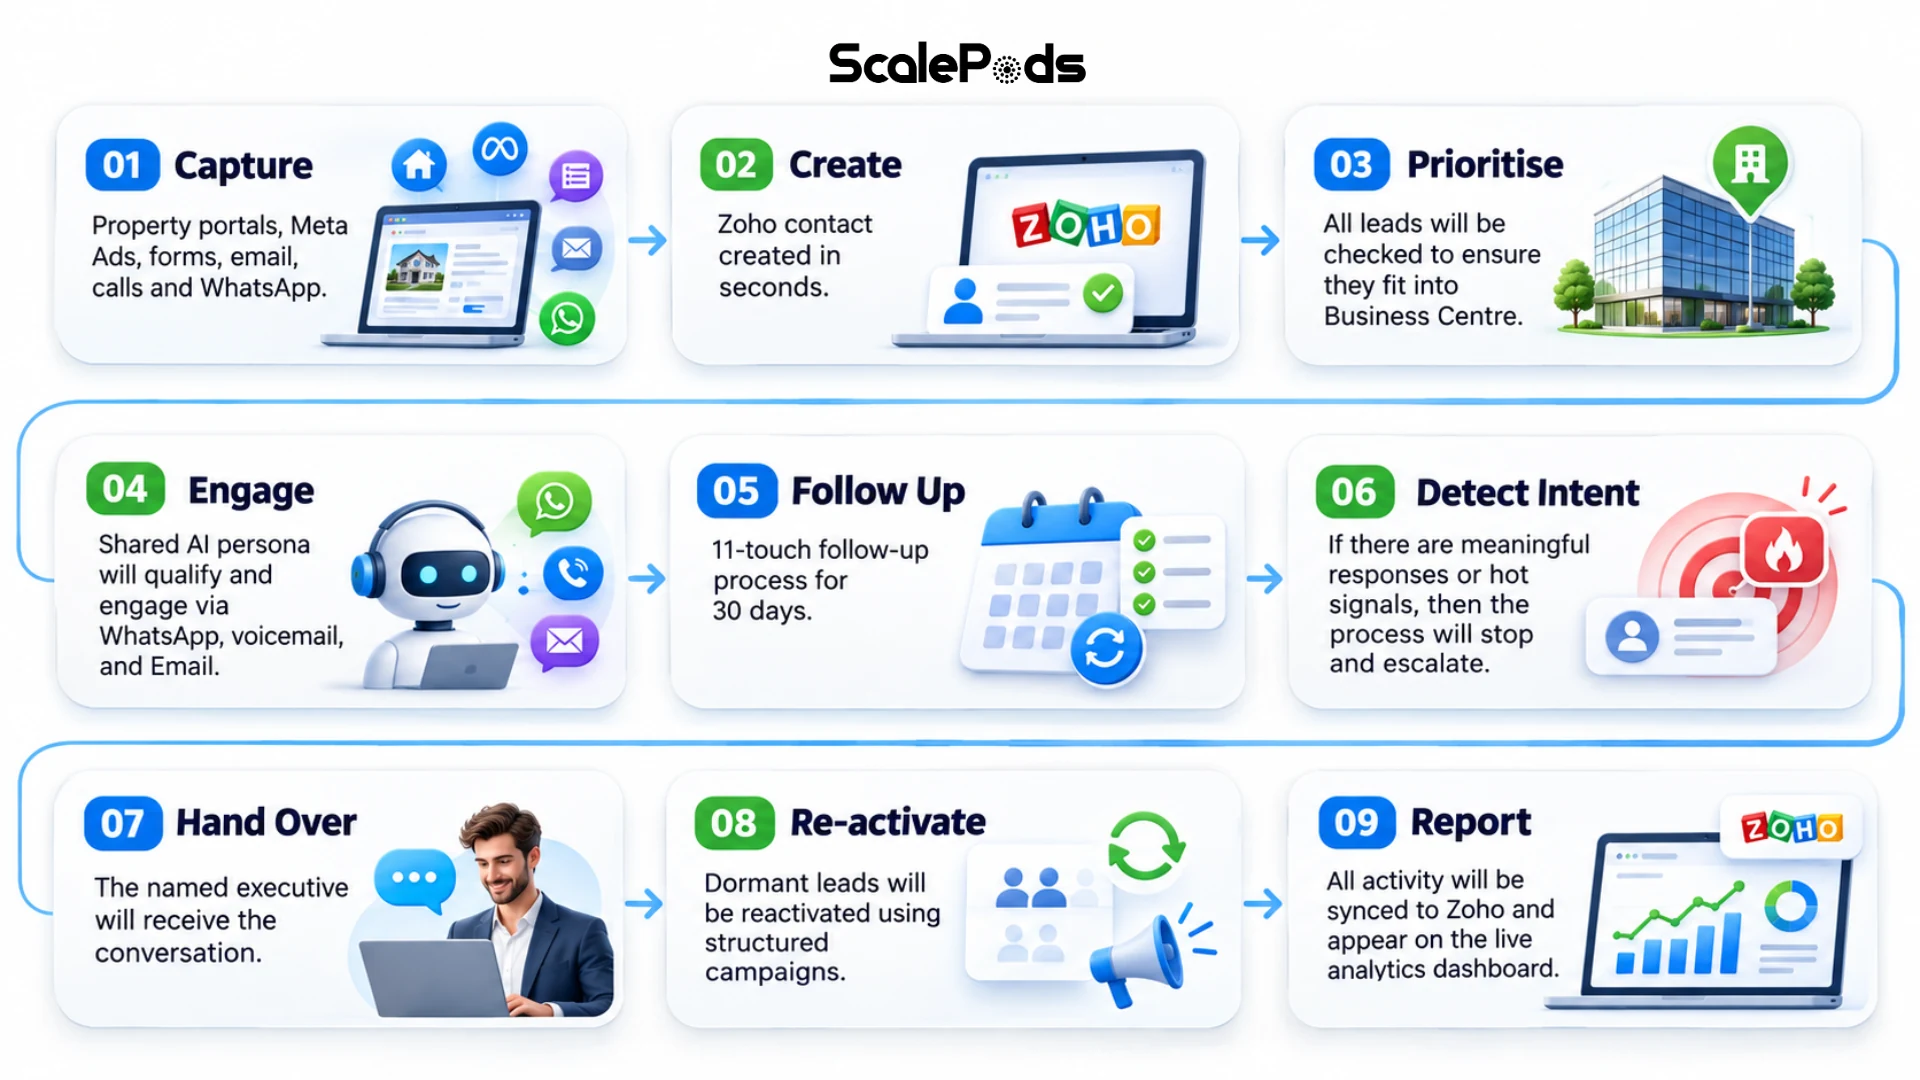 ScalePods
01 Capture
Property portals, Meta
Ads, forms, email,
calls and WhatsApp.
02 Create
Zoho contact
created in
seconds.
ZOHO
03 Prioritise
All leads will be
checked to ensure
they fit into
Business Centre.
04 Engage
Shared AI persona
will qualify and
engage via
WhatsApp, voicemail,
and Email.
05 Follow Up
11-touch follow-up
process for
30 days.
06 Detect Intent
If there are meaningful
responses or hot
signals, then the
process will stop
and escalate.
07 Hand Over
The named executive
will receive the
conversation.
08 Re-activate
Dormant leads will
be reactivated using
structured
campaigns.
09 Report
All activity will be
synced to Zoho and
appear on the live
analytics dashboard.
ZOHO